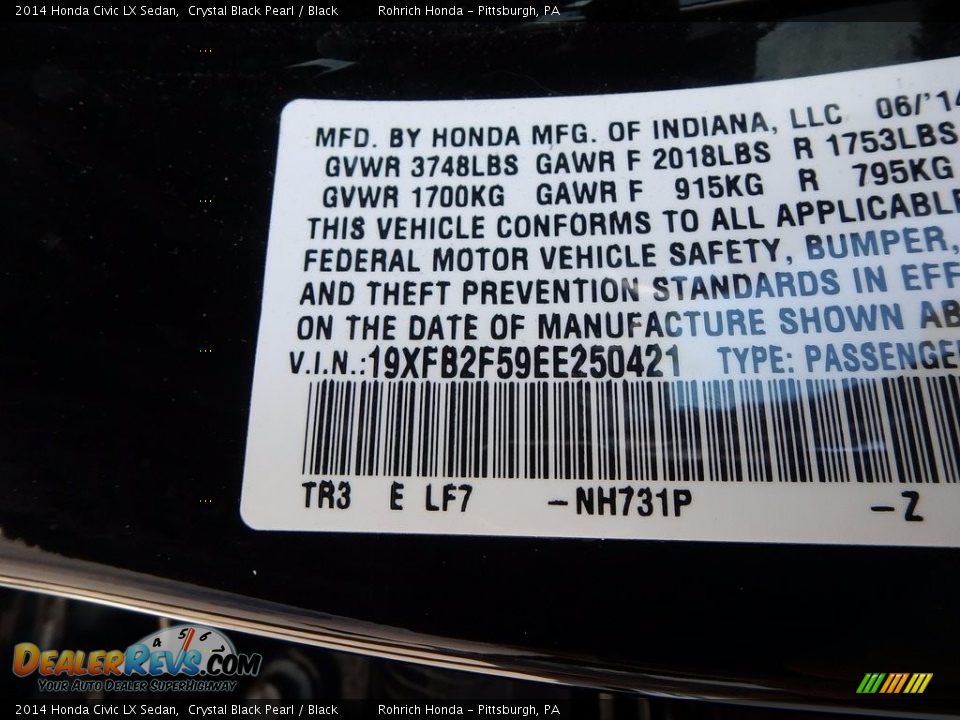 2014 Honda Civic LX Sedan,  Crystal Black Pearl / Black  Rohrich Honda - Pittsburgh, PA
MFD. BY HONDA MFG. OF INDIANA, LLC 06/'14
GVWR 3748LBS GAWR F 2018LBS R 1753LBS
GVWR 1700KG GAWR F 915KG R 795KG
THIS VEHICLE CONFORMS TO ALL APPLICABLE
FEDERAL MOTOR VEHICLE SAFETY, BUMPER,
AND THEFT PREVENTION STANDARDS IN EFF
ON THE DATE OF MANUFACTURE SHOWN AB
V.I.N.:19XFB2F59EE250421 TYPE: PASSENGE
TR3 E LF7 -NH731P -Z
4 5 6
DEALERREVS.COM
YOUR AUTO DEALER SUPERHIGHWAY
2014 Honda Civic LX Sedan,  Crystal Black Pearl / Black  Rohrich Honda - Pittsburgh, PA